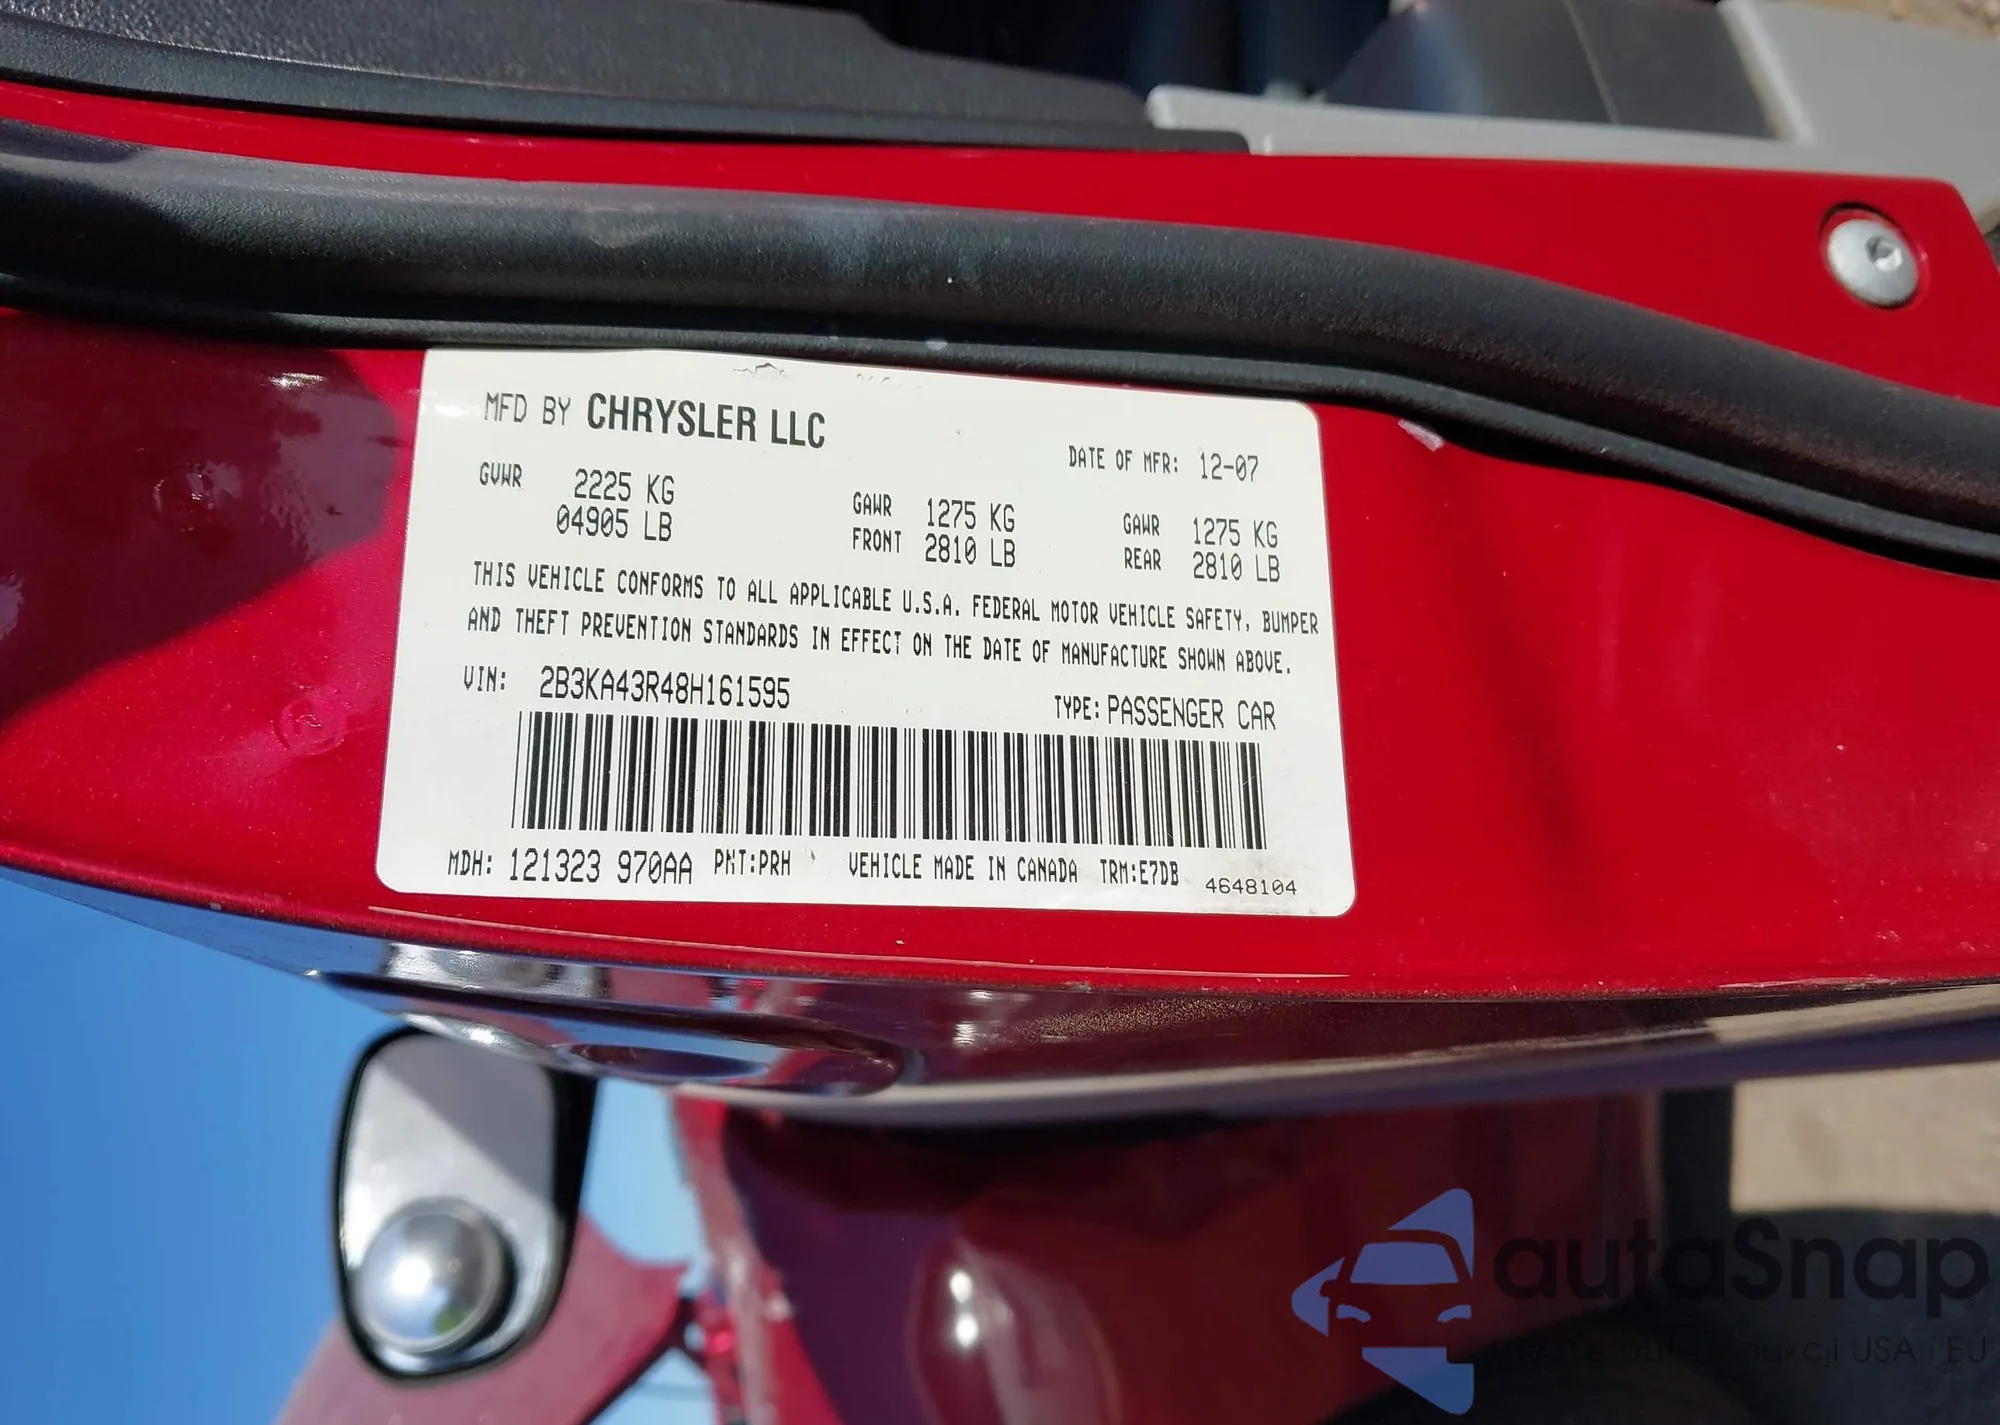 MFD BY CHRYSLER LLC
DATE OF MFR: 12-07
GVWR 2225 KG
04905 LB
GAWR 1275 KG
FRONT 2810 LB
GAWR 1275 KG
REAR 2810 LB
THIS VEHICLE CONFORMS TO ALL APPLICABLE U.S.A. FEDERAL MOTOR VEHICLE SAFETY, BUMPER
AND THEFT PREVENTION STANDARDS IN EFFECT ON THE DATE OF MANUFACTURE SHOWN ABOVE.
VIN: 2B3KA43R48H161595
TYPE: PASSENGER CAR
MDH: 121323 970AA PNT:PRH VEHICLE MADE IN CANADA TRM:E7DB 4648104
autaSnap
USA i EU